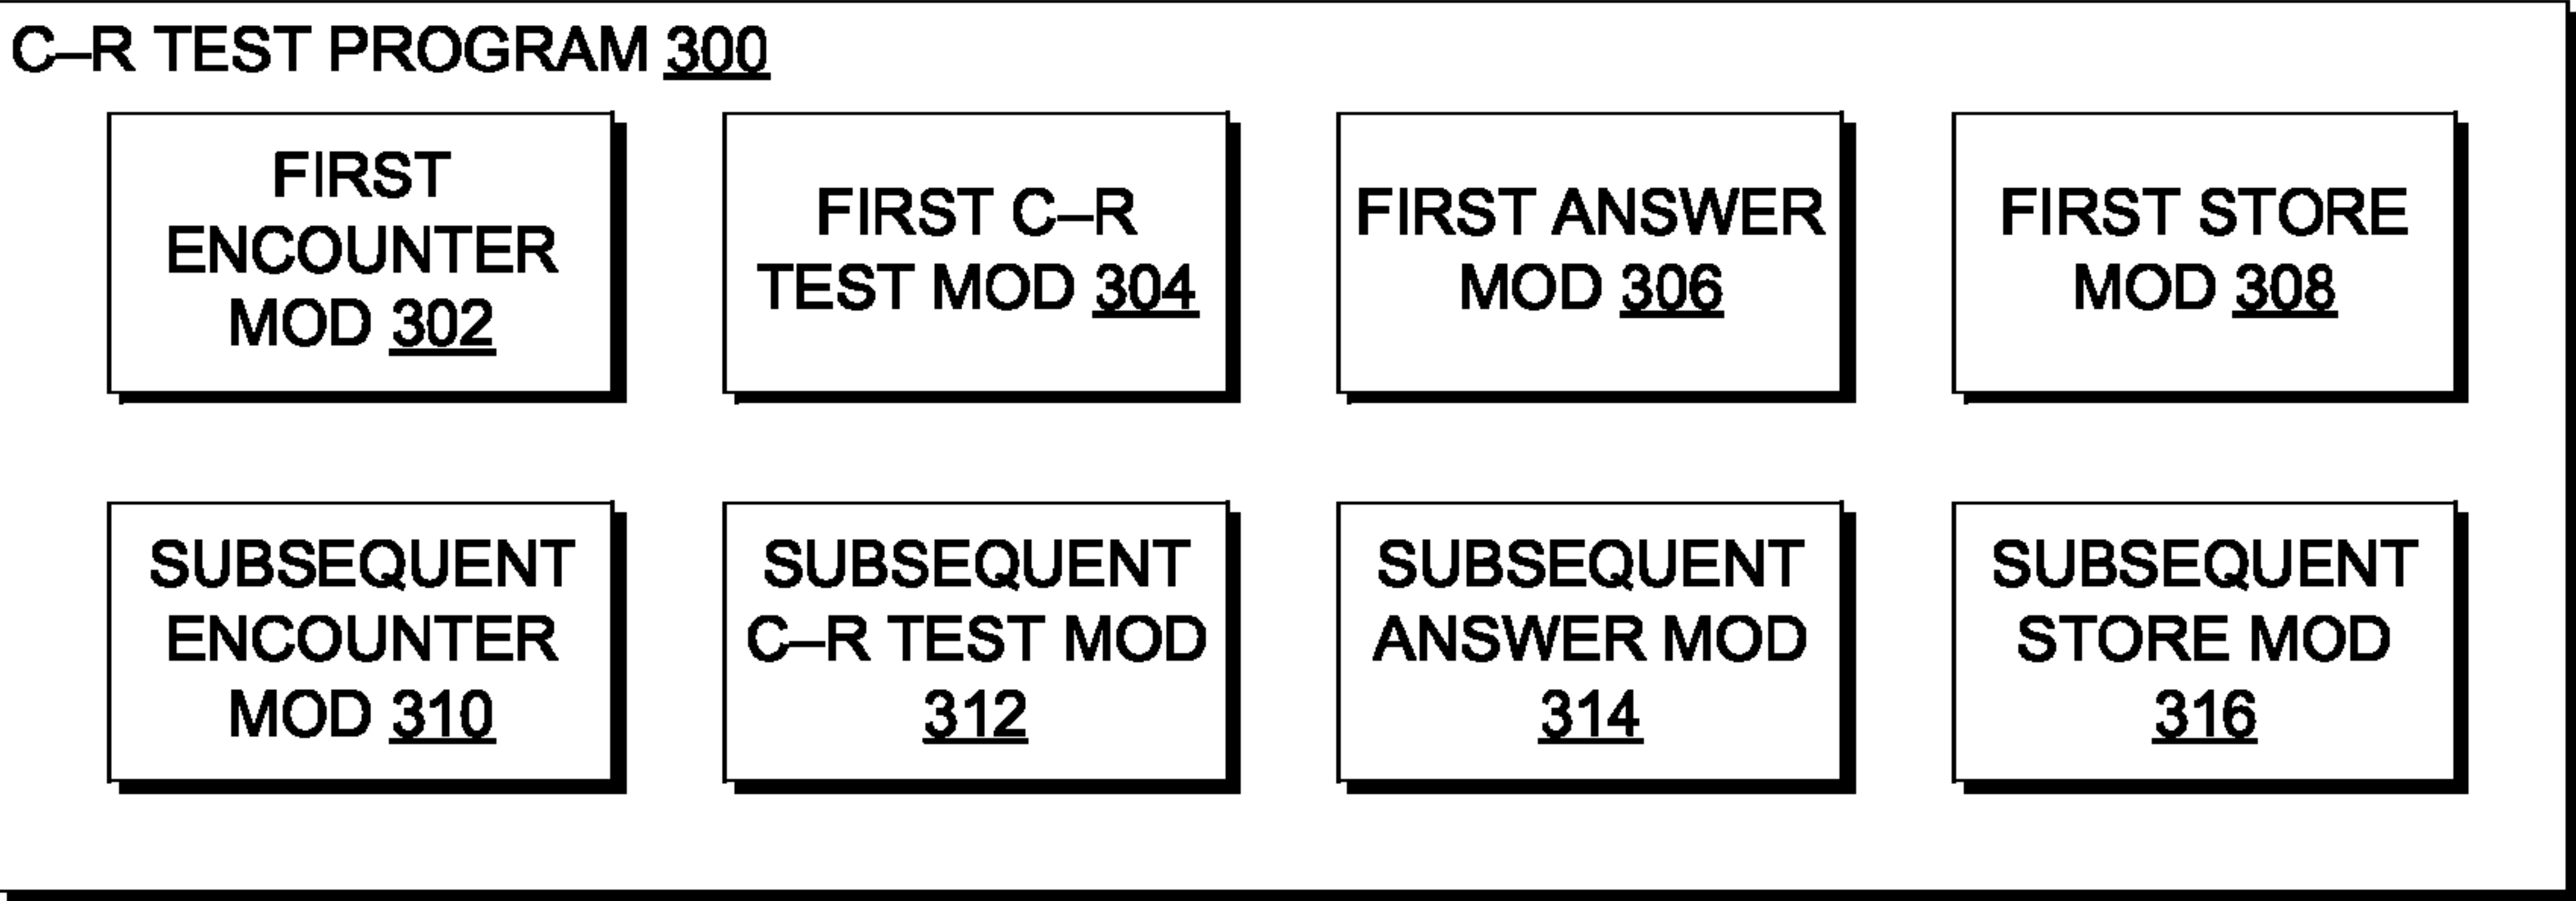 C–R TEST PROGRAM 300
FIRST
ENCOUNTER
MOD 302
FIRST C–R
TEST MOD 304
FIRST ANSWER
MOD 306
FIRST STORE
MOD 308
SUBSEQUENT
ENCOUNTER
MOD 310
SUBSEQUENT
C–R TEST MOD
312
SUBSEQUENT
ANSWER MOD
314
SUBSEQUENT
STORE MOD
316